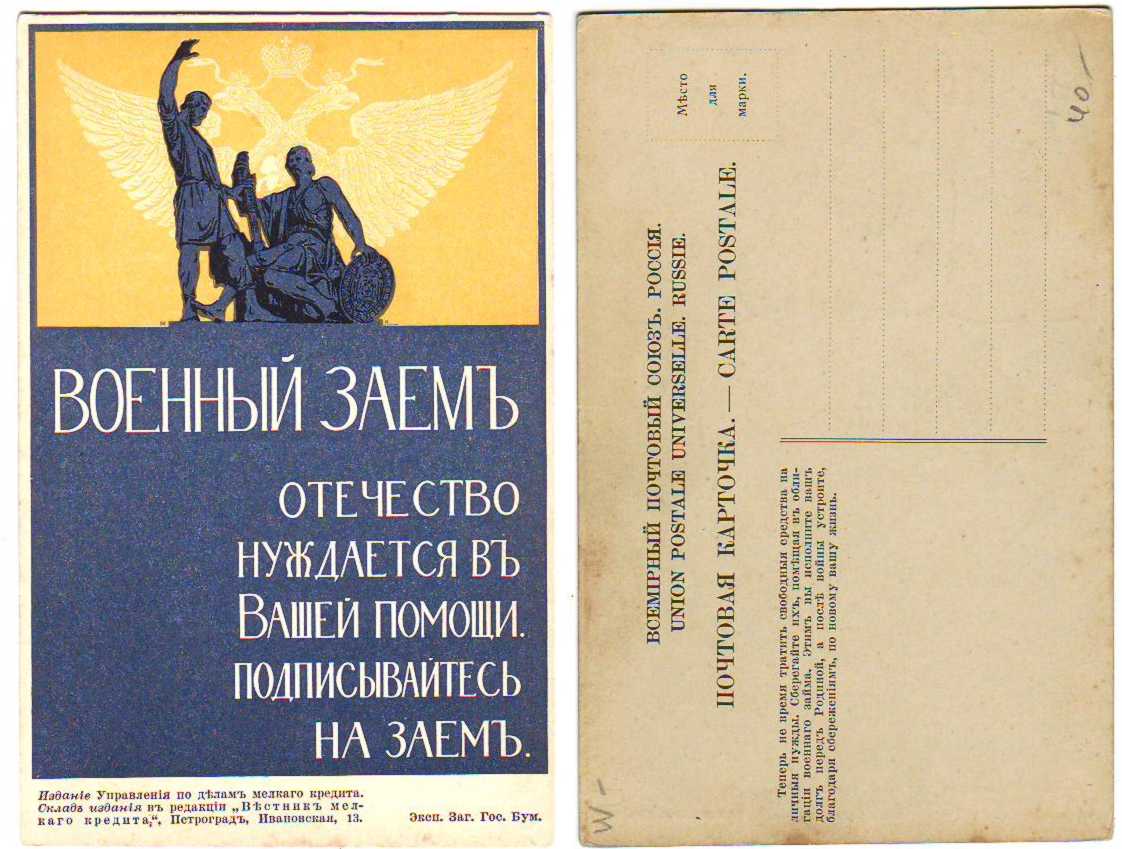 ВОЕННЫЙ ЗАЕМЪ
ОТЕЧЕСТВО
НУЖДАЕТСЯ ВЪ
ВАШЕЙ ПОМОЩИ.
ПОДПИСЫВАЙТЕСЬ
НА ЗАЕМЪ.
Изданіе Управленія по дѣламъ мелкаго кредита.
Складъ изданія въ редакціи „Вѣстникъ мел-
каго кредита,“, Петроградъ, Ивановская, 13.
Эксп. Заг. Гос. Бум.
Мѣсто
для
марки.
ВСЕМІРНЫЙ ПОЧТОВЫЙ СОЮЗЪ. РОССІЯ.
UNION POSTALE UNIVERSELLE. RUSSIE.
ПОЧТОВАЯ КАРТОЧКА. — CARTE POSTALE.
Теперь не время тратить свободныя средства на
личныя нужды. Сберегайте ихъ, помѣщая въ обли-
гаціи военнаго займа. Этимъ вы исполните вашъ
долгъ передъ Родиной, а послѣ войны устроите,
благодаря сбереженіямъ, по новому вашу жизнь.
40.—
W –